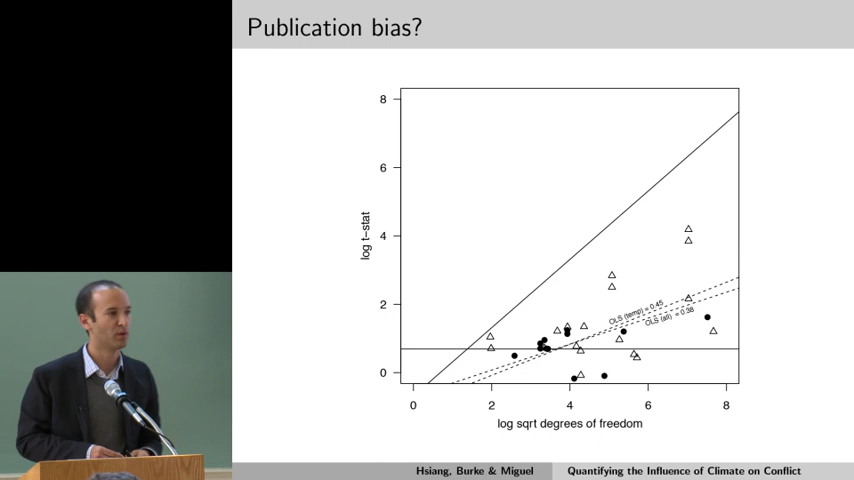 Publication bias?
8
6
4
2
0
log t−stat
OLS (temp) = 0.45
OLS (all) = 0.38
0 2 4 6 8
log sqrt degrees of freedom
Hsiang, Burke & Miguel Quantifying the Influence of Climate on Conflict